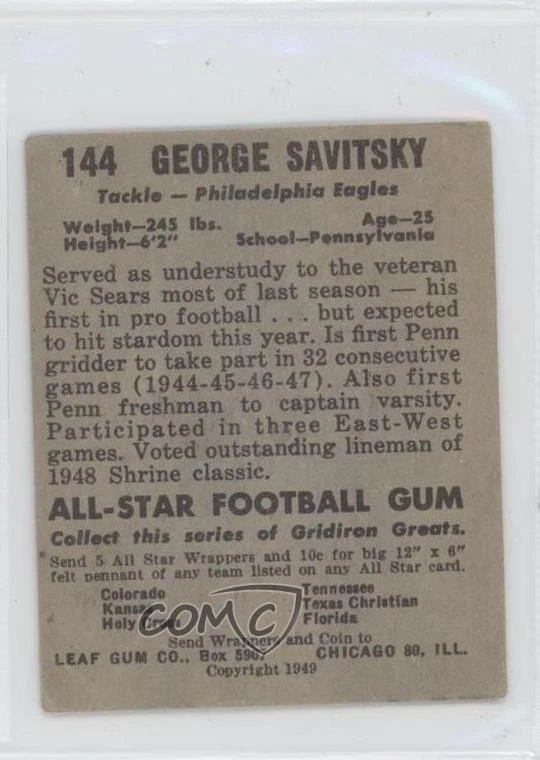 144 GEORGE SAVITSKY
Tackle — Philadelphia Eagles
Weight—245 lbs. Age—25
Height—6'2" School—Pennsylvania
Served as understudy to the veteran
Vic Sears most of last season — his
first in pro football . . . but expected
to hit stardom this year. Is first Penn
gridder to take part in 32 consecutive
games (1944-45-46-47). Also first
Penn freshman to captain varsity.
Participated in three East-West
games. Voted outstanding lineman of
1948 Shrine classic.
ALL-STAR FOOTBALL GUM
Collect this series of Gridiron Greats.
Send 5 All Star Wrappers and 10c for big 12" x 6"
felt pennant of any team listed on any All Star card.
Colorado Tennessee
Kansas Texas Christian
Holy Cross Florida
COMC
Send Wrappers and Coin to
LEAF GUM CO., Box 5907 CHICAGO 80, ILL.
Copyright 1949